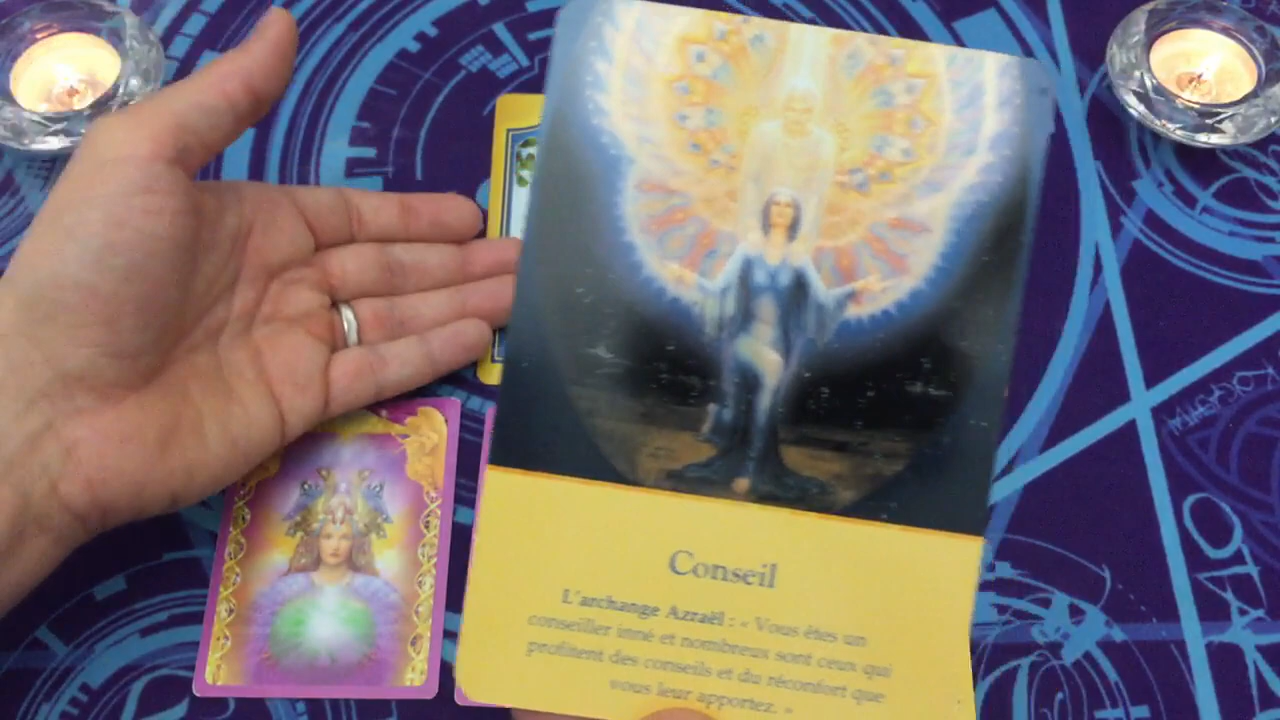 Conseil
L'archange Azraël : « Vous êtes un
conseiller inné et nombreux sont ceux qui
profitent des conseils et du réconfort que
vous leur apportez. »